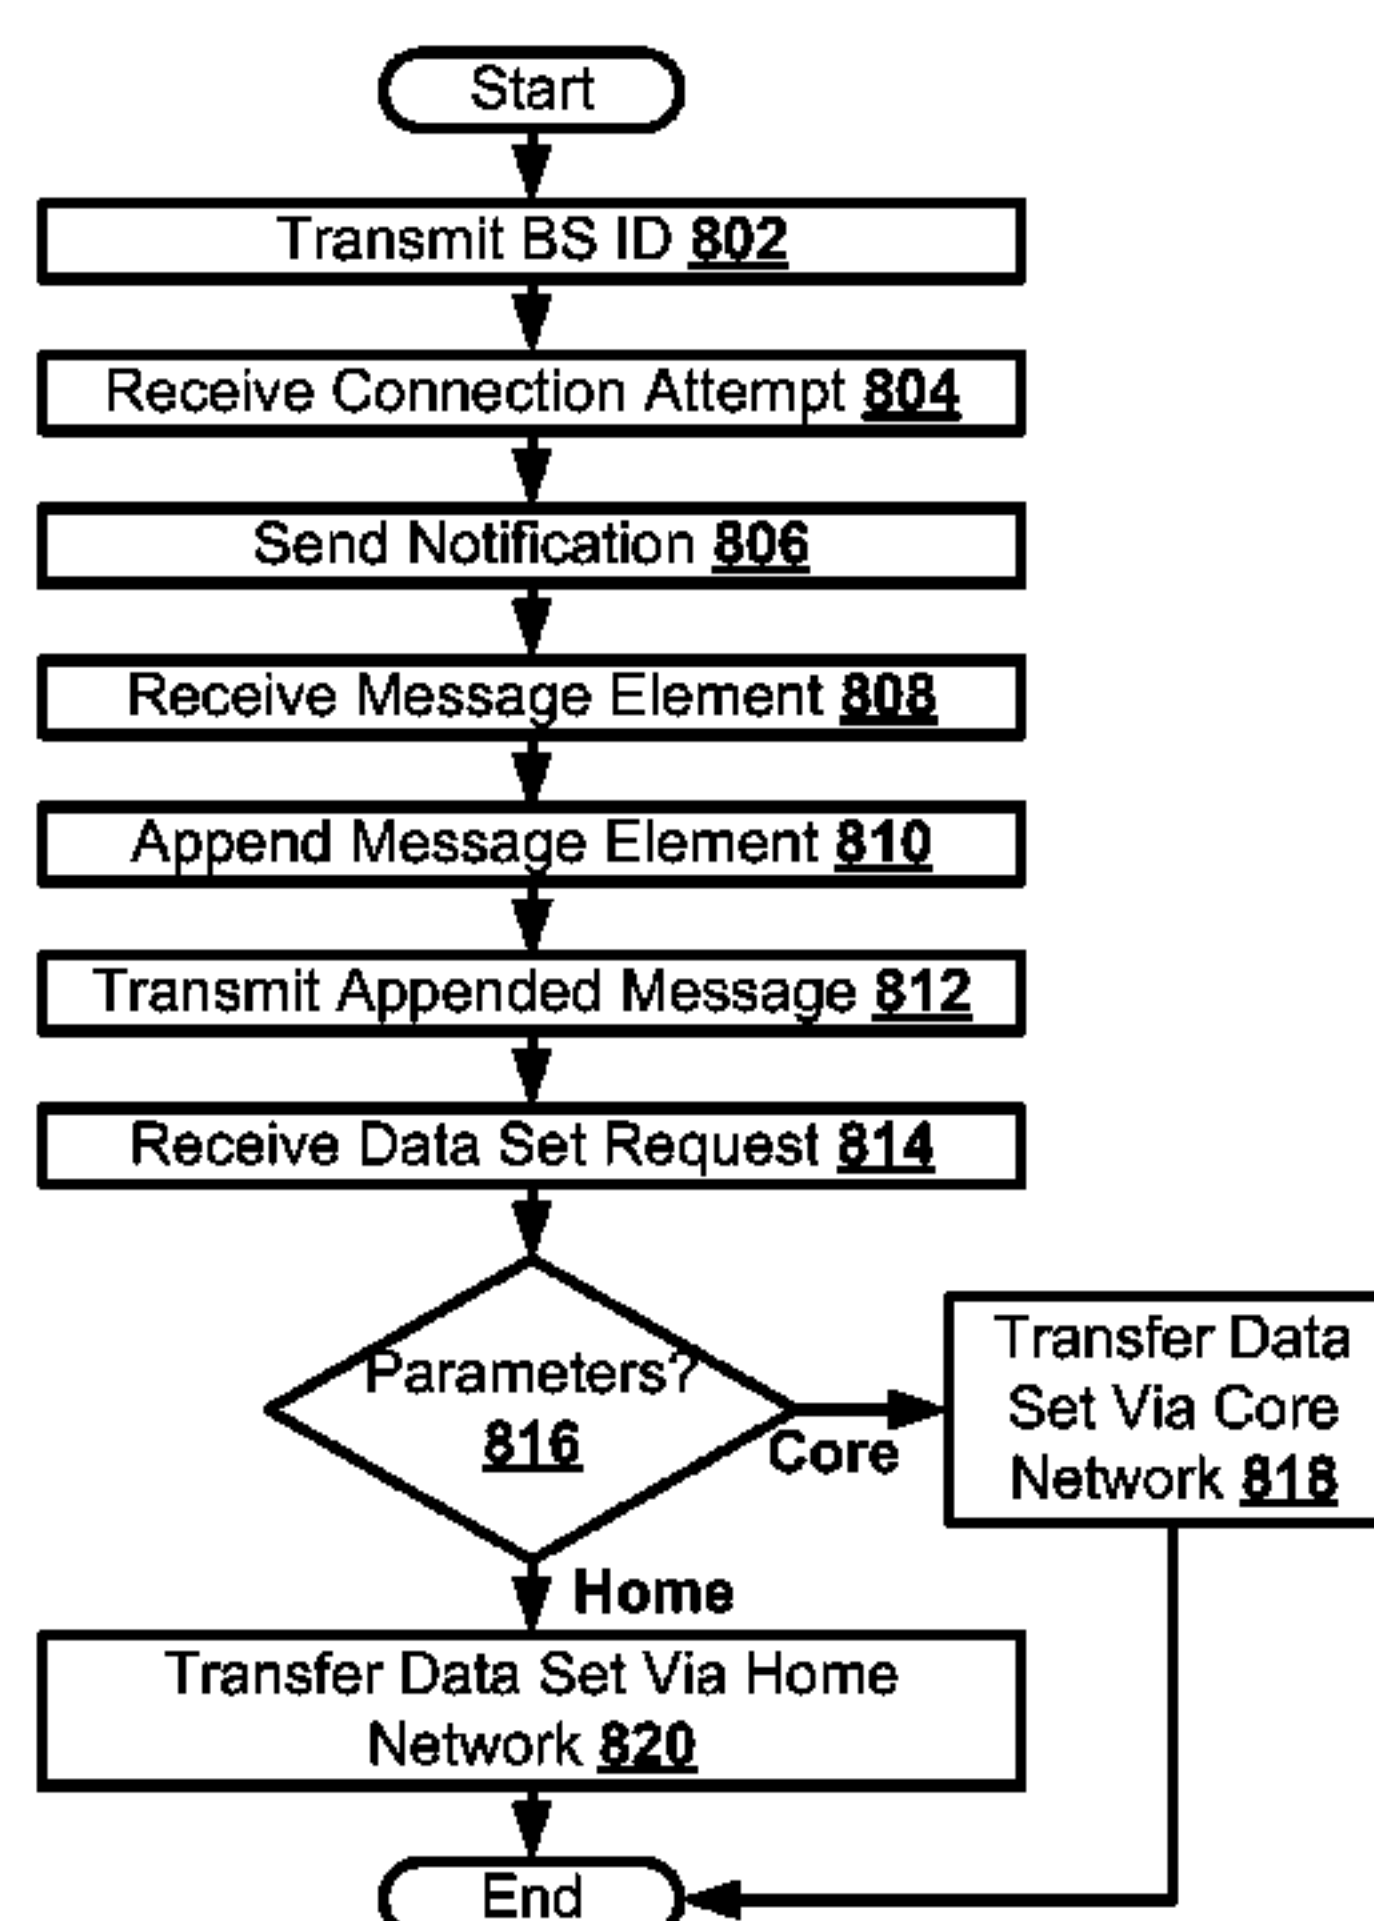 Start
Transmit BS ID 802
Receive Connection Attempt 804
Send Notification 806
Receive Message Element 808
Append Message Element 810
Transmit Appended Message 812
Receive Data Set Request 814
Parameters?
816
Core
Transfer Data
Set Via Core
Network 818
Home
Transfer Data Set Via Home
Network 820
End